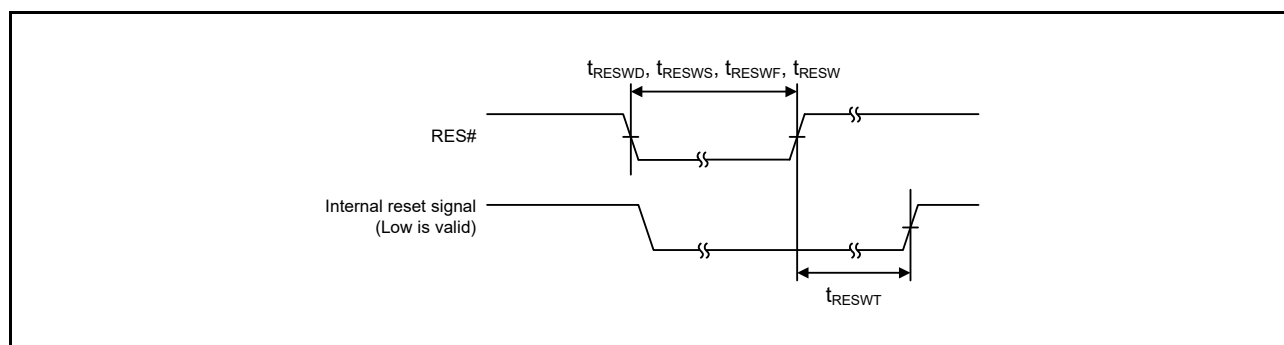 tRESWD, tRESWS, tRESWF, tRESW
RES#
Internal reset signal
(Low is valid)
tRESWT